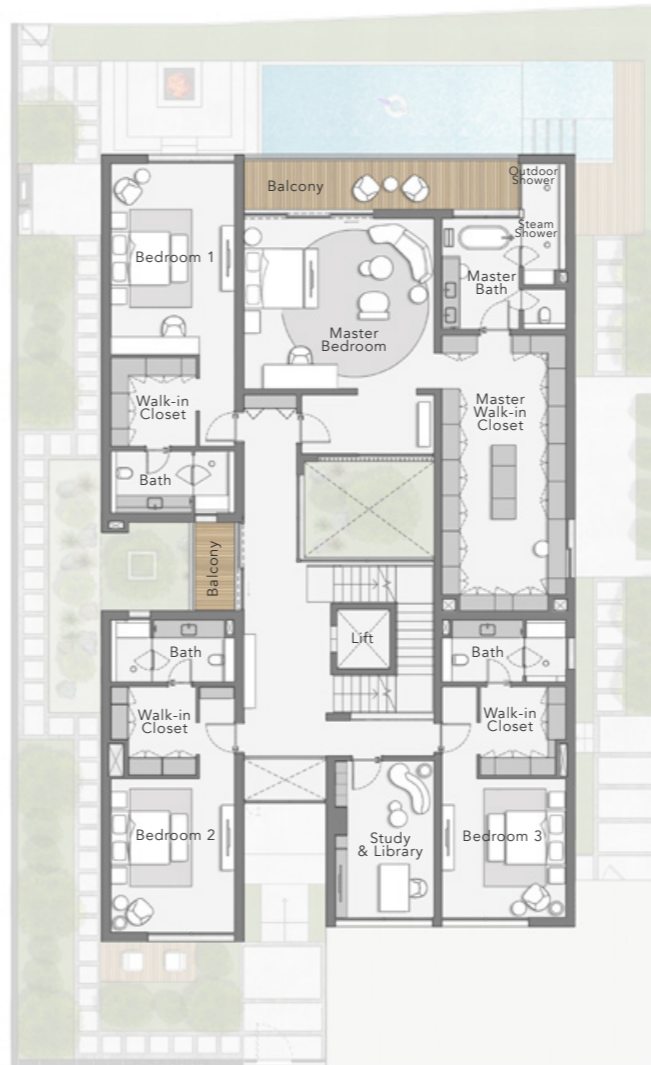 Balcony
Outdoor
Shower
Steam
Shower
Bedroom 1
Master
Bath
Master
Bedroom
Walk-in
Closet
Master
Walk-in
Closet
Bath
Balcony
Lift
Bath
Bath
Walk-in
Closet
Walk-in
Closet
Bedroom 2
Study
& Library
Bedroom 3